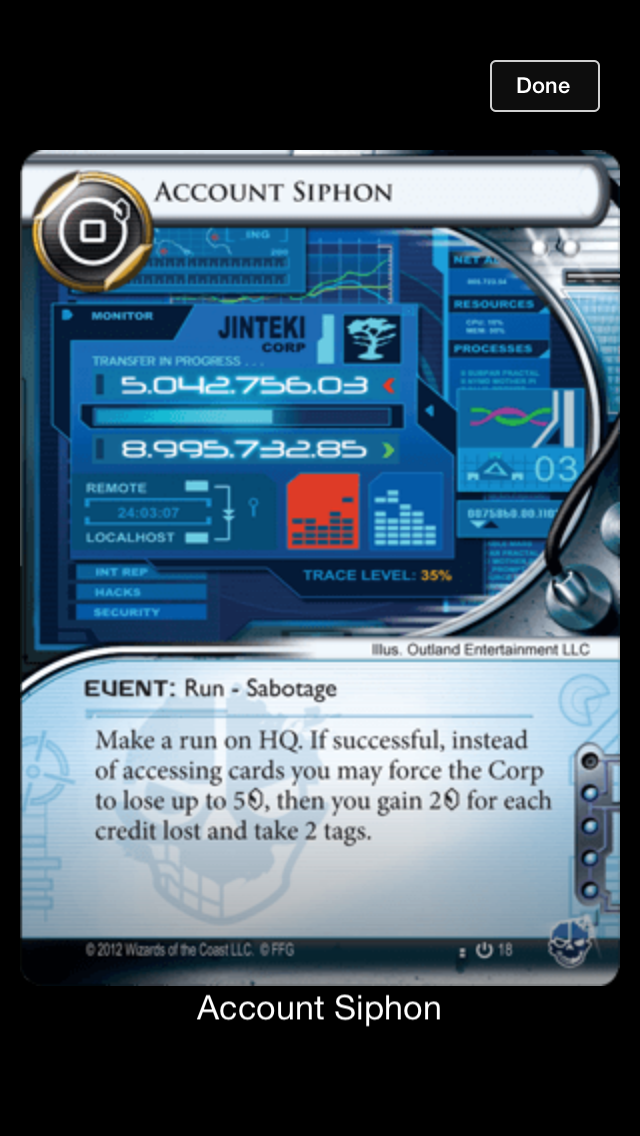 Done
Account Siphon
ING
NET
MONITOR
JINTEKI
CORP
RESOURCES
CPU: 10%
PROCESSES
TRANSFER IN PROGRESS . . .
5.042.756.03
8.995.732.85
03
REMOTE
24:03:07
LOCALHOST
INT REP
HACKS
SECURITY
TRACE LEVEL: 35%
Illus. Outland Entertainment LLC
EVENT: Run - Sabotage
Make a run on HQ. If successful, instead
of accessing cards you may force the Corp
to lose up to 5, then you gain 2 for each
credit lost and take 2 tags.
© 2012 Wizards of the Coast LLC. © FFG
18
Account Siphon